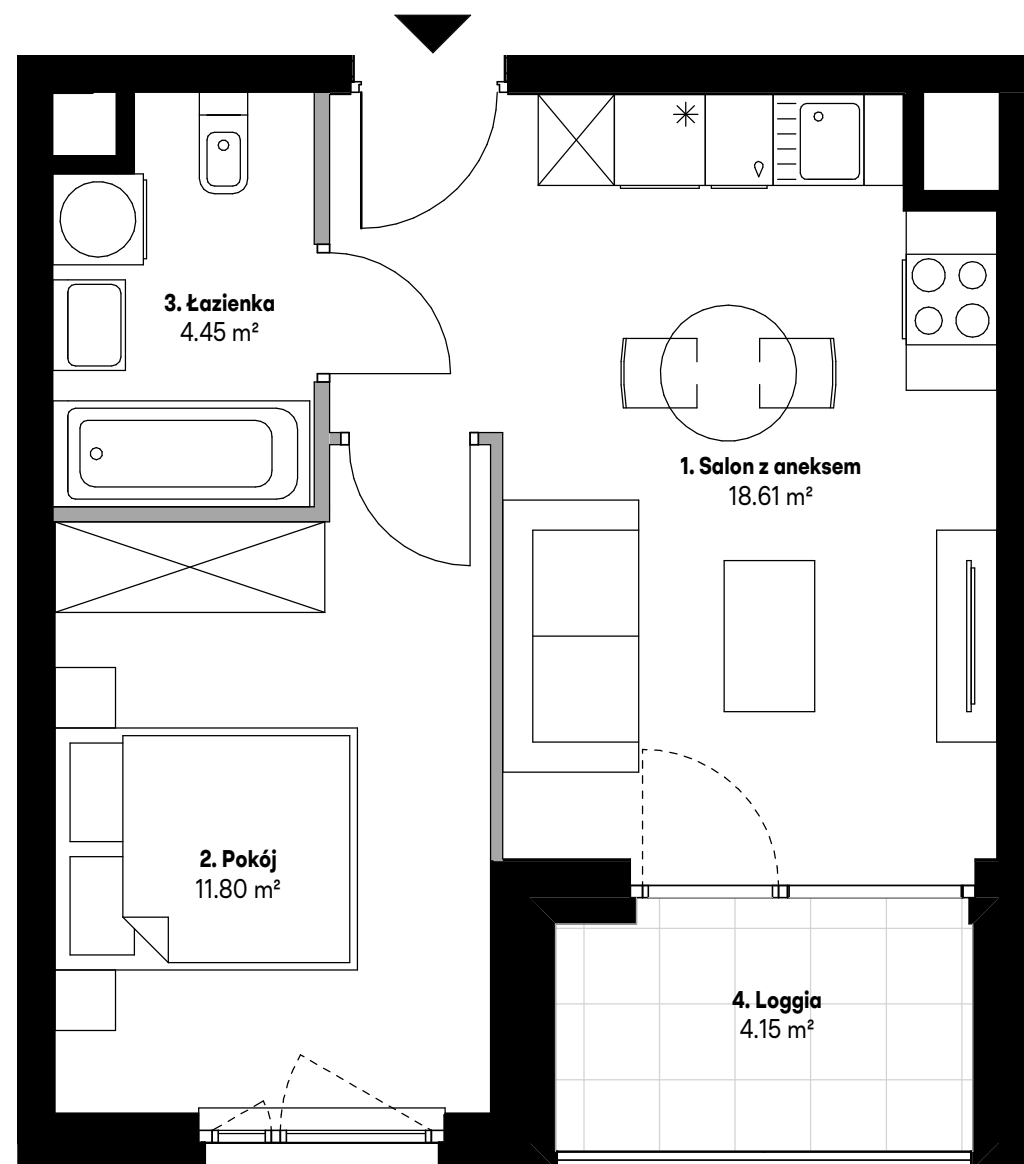 3. Łazienka
4.45 m²
1. Salon z aneksem
18.61 m²
2. Pokój
11.80 m²
4. Loggia
4.15 m²